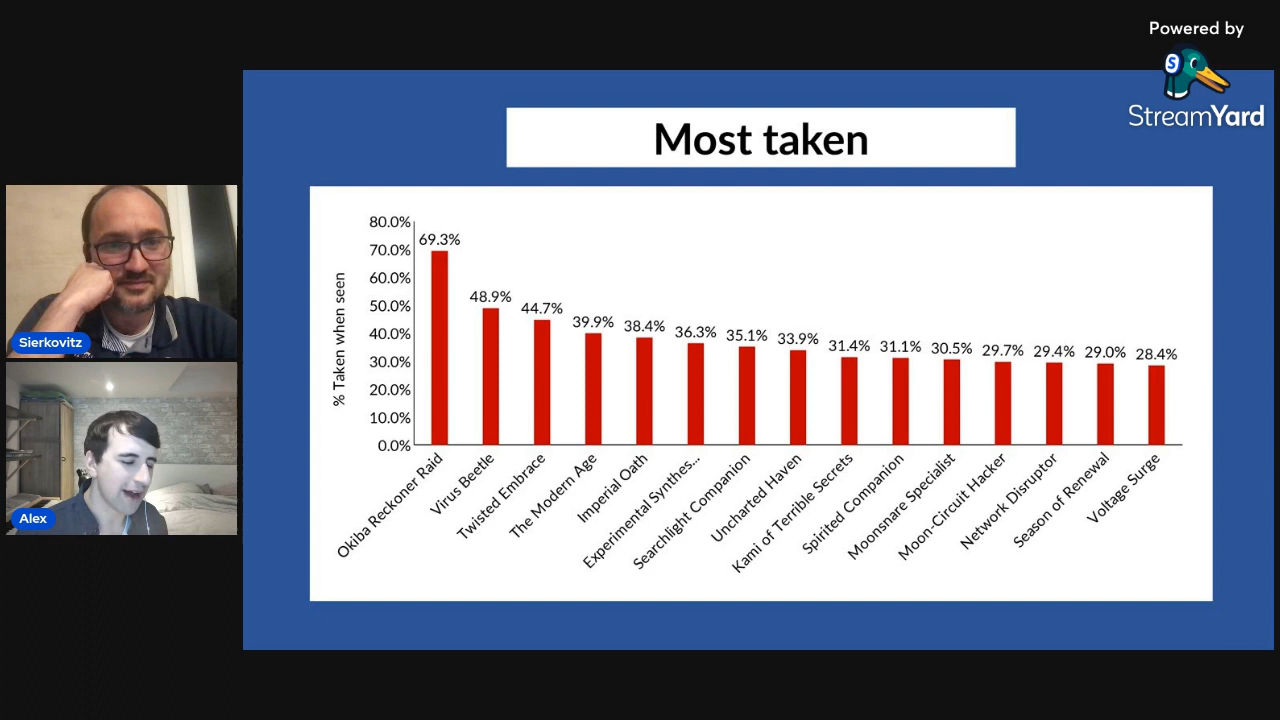 Powered by
StreamYard
Most taken
% Taken when seen
80.0%
70.0%
60.0%
50.0%
40.0%
30.0%
20.0%
10.0%
0.0%
69.3%
48.9%
44.7%
39.9%
38.4%
36.3%
35.1%
33.9%
31.4%
31.1%
30.5%
29.7%
29.4%
29.0%
28.4%
Okiba Reckoner Raid
Virus Beetle
Twisted Embrace
The Modern Age
Imperial Oath
Experimental Synthes...
Searchlight Companion
Uncharted Haven
Kami of Terrible Secrets
Spirited Companion
Moonsnare Specialist
Moon-Circuit Hacker
Network Disruptor
Season of Renewal
Voltage Surge
Sierkovitz
Alex
S